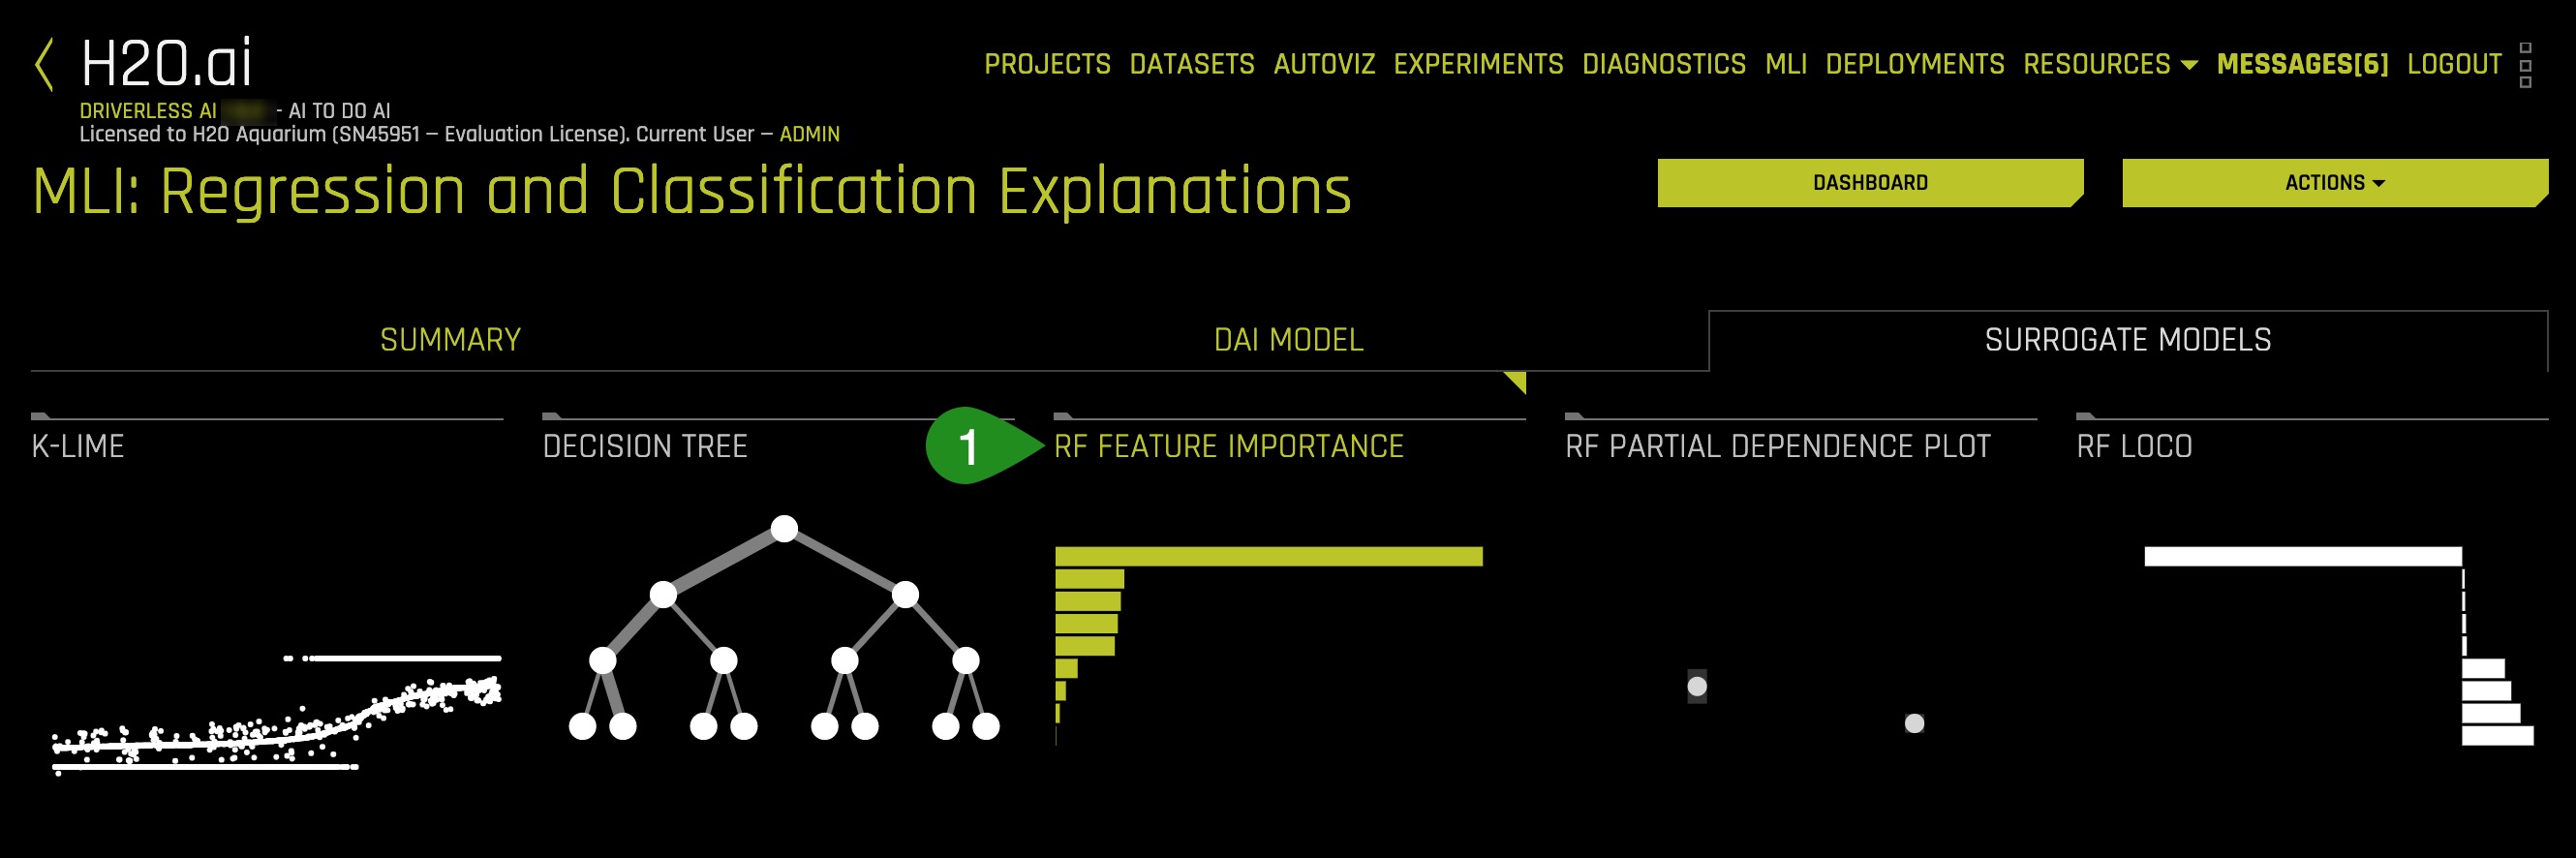 H2O.ai
PROJECTS DATASETS AUTOVIZ EXPERIMENTS DIAGNOSTICS MLI DEPLOYMENTS RESOURCES MESSAGES[6] LOGOUT
DRIVERLESS AI - AI TO DO AI
Licensed to H2O Aquarium (SN45951 — Evaluation License). Current User — ADMIN
MLI: Regression and Classification Explanations
DASHBOARD
ACTIONS
SUMMARY
DAI MODEL
SURROGATE MODELS
K-LIME
DECISION TREE
1
RF FEATURE IMPORTANCE
RF PARTIAL DEPENDENCE PLOT
RF LOCO